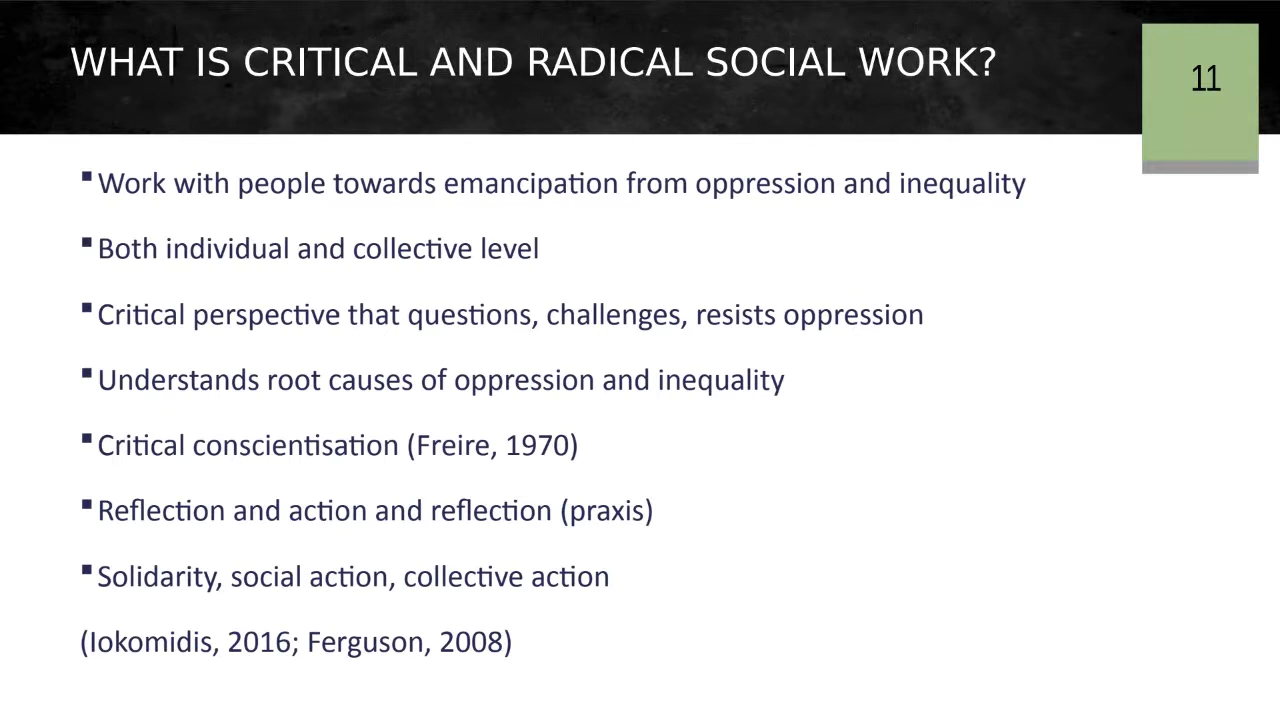 WHAT IS CRITICAL AND RADICAL SOCIAL WORK?
11
▪Work with people towards emancipation from oppression and inequality
▪Both individual and collective level
▪Critical perspective that questions, challenges, resists oppression
▪Understands root causes of oppression and inequality
▪Critical conscientisation (Freire, 1970)
▪Reflection and action and reflection (praxis)
▪Solidarity, social action, collective action
(Iokomidis, 2016; Ferguson, 2008)